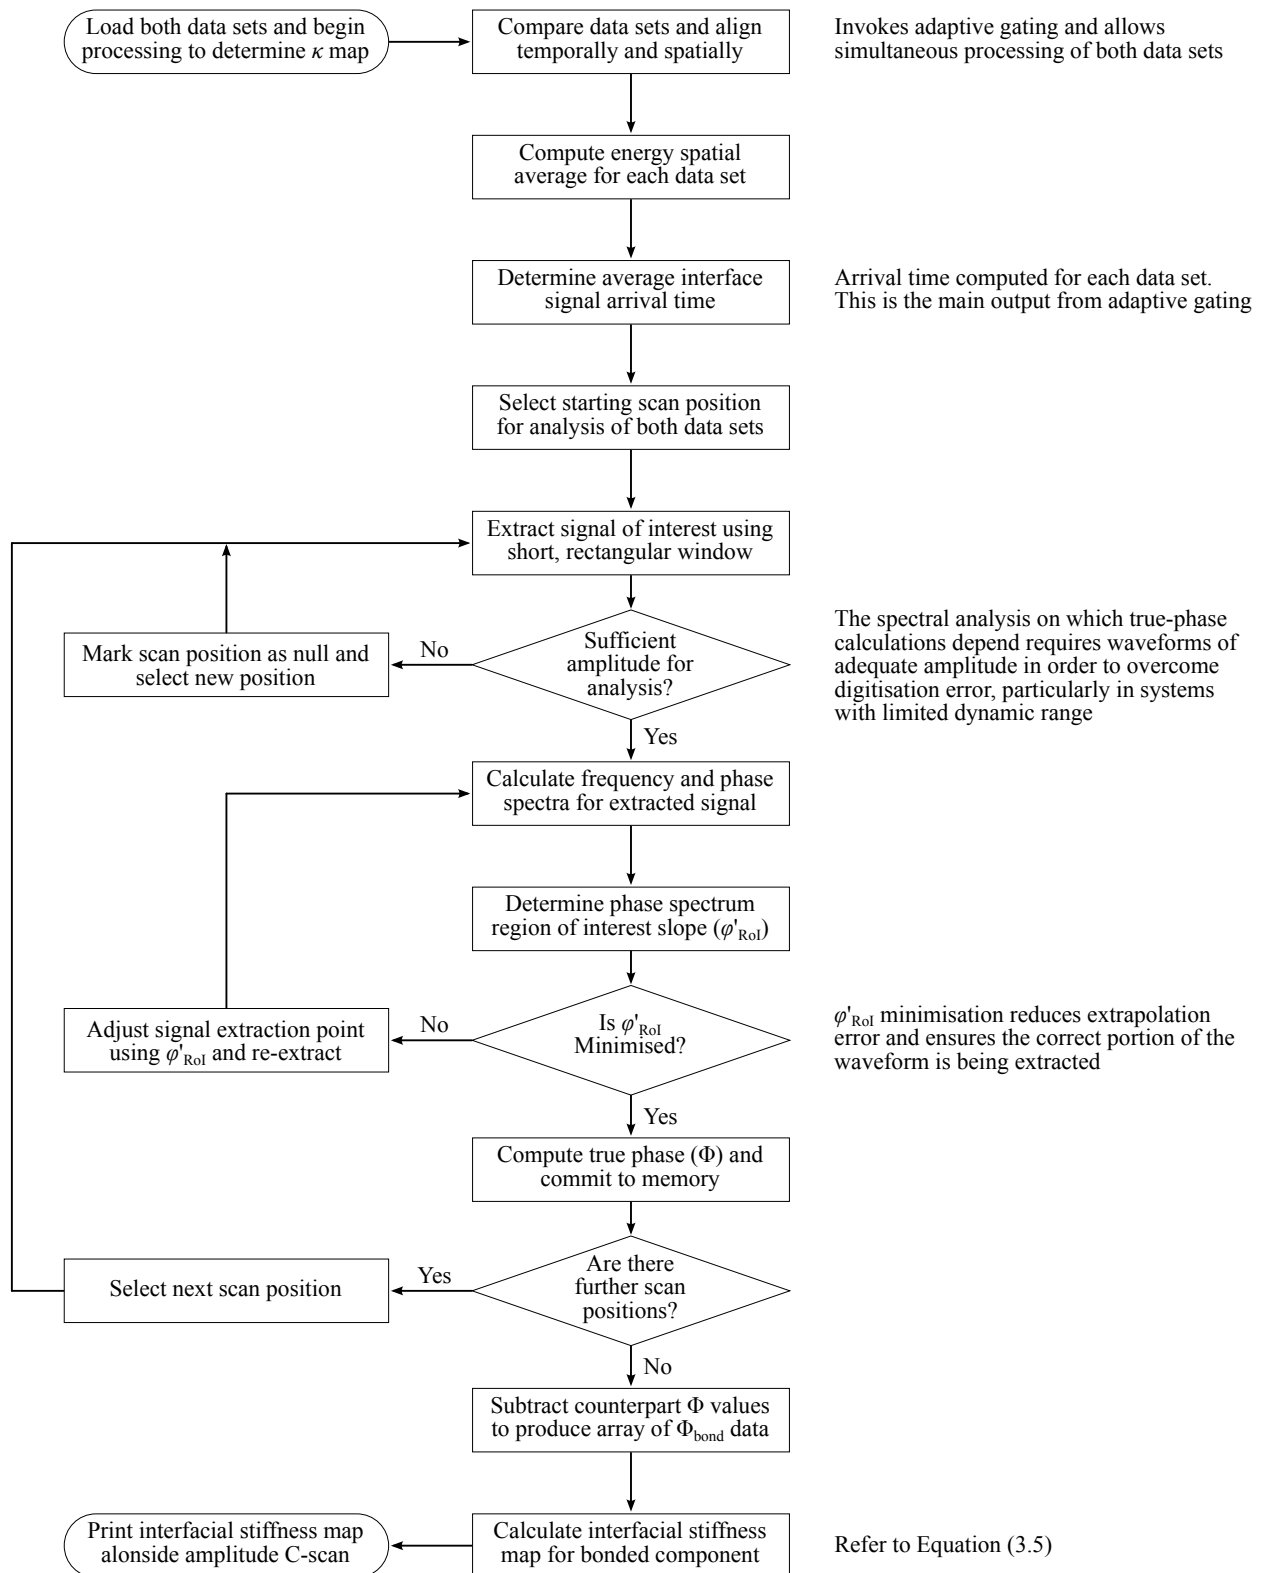 Load both data sets and begin
processing to determine κ map
Compare data sets and align
temporally and spatially
Invokes adaptive gating and allows
simultaneous processing of both data sets
Compute energy spatial
average for each data set
Determine average interface
signal arrival time
Arrival time computed for each data set.
This is the main output from adaptive gating
Select starting scan position
for analysis of both data sets
Extract signal of interest using
short, rectangular window
Sufficient
amplitude for
analysis?
No
Mark scan position as null and
select new position
The spectral analysis on which true-phase
calculations depend requires waveforms of
adequate amplitude in order to overcome
digitisation error, particularly in systems
with limited dynamic range
Yes
Calculate frequency and phase
spectra for extracted signal
Determine phase spectrum
region of interest slope (φ'RoI)
Is φ'RoI
Minimised?
No
Adjust signal extraction point
using φ'RoI and re-extract
φ'RoI minimisation reduces extrapolation
error and ensures the correct portion of the
waveform is being extracted
Yes
Compute true phase (Φ) and
commit to memory
Are there
further scan
positions?
Yes
Select next scan position
No
Subtract counterpart Φ values
to produce array of Φbond data
Calculate interfacial stiffness
map for bonded component
Refer to Equation (3.5)
Print interfacial stiffness map
alonside amplitude C-scan